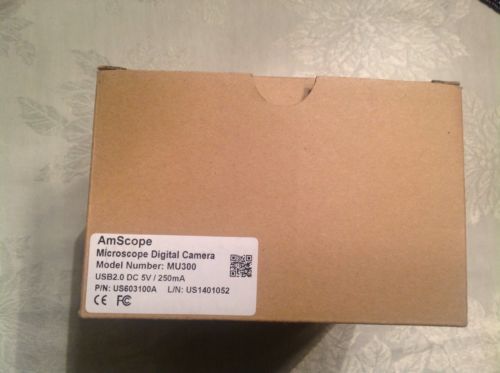 AmScope
Microscope Digital Camera
Model Number: MU300
USB2.0 DC 5V / 250mA
P/N: US603100A L/N: US1401052
CE FC